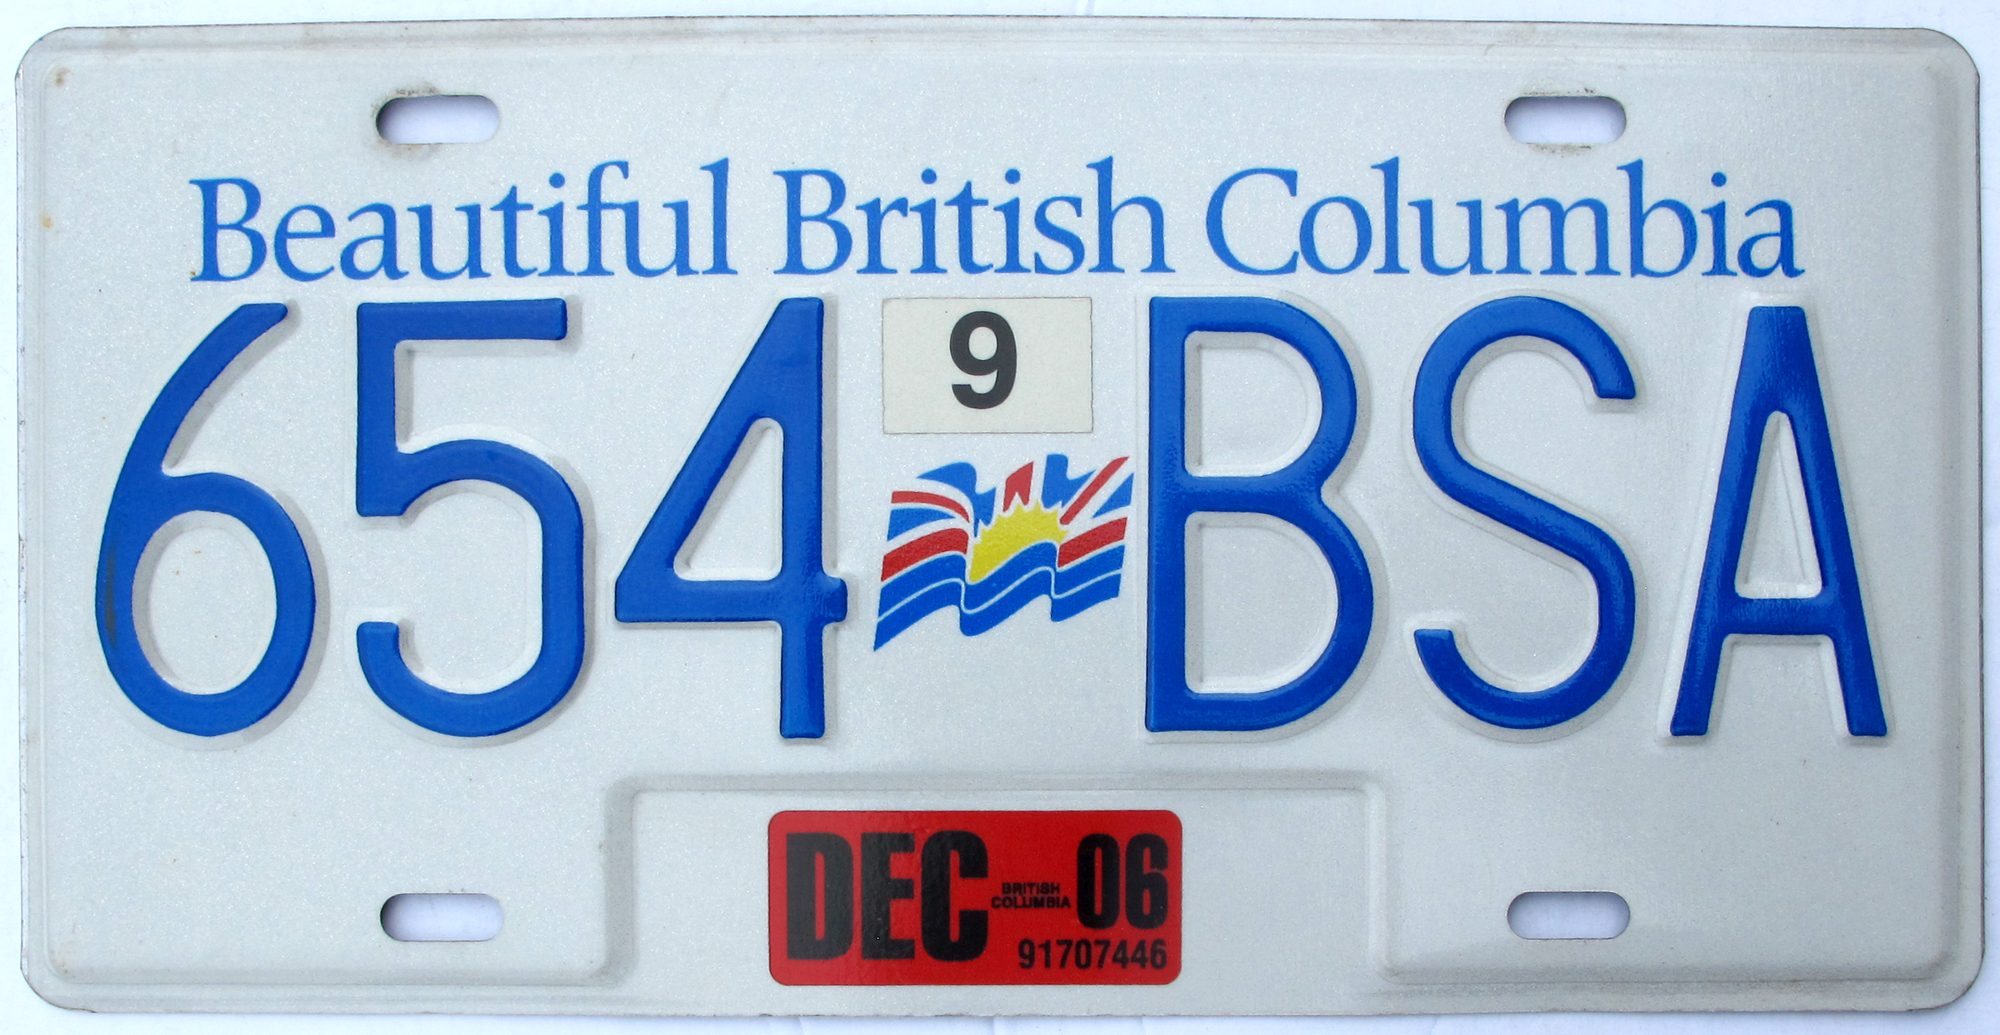 Beautiful British Columbia
654 9 BSA
DEC BRITISH COLUMBIA 06
91707446